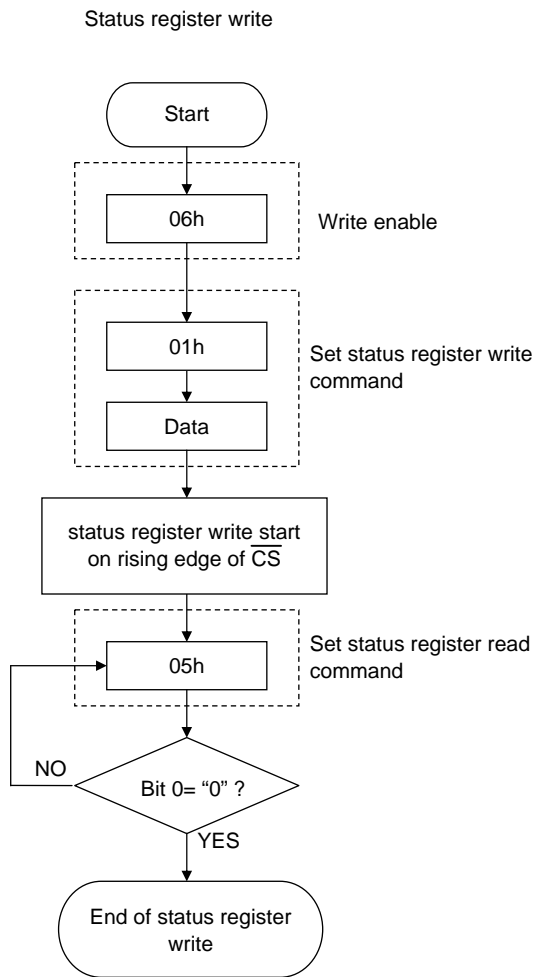 Status register write
Start
06h
Write enable
01h
Set status register write
command
Data
status register write start
on rising edge of C̅S̅
Set status register read
command
05h
NO
Bit 0= “0” ?
YES
End of status register
write